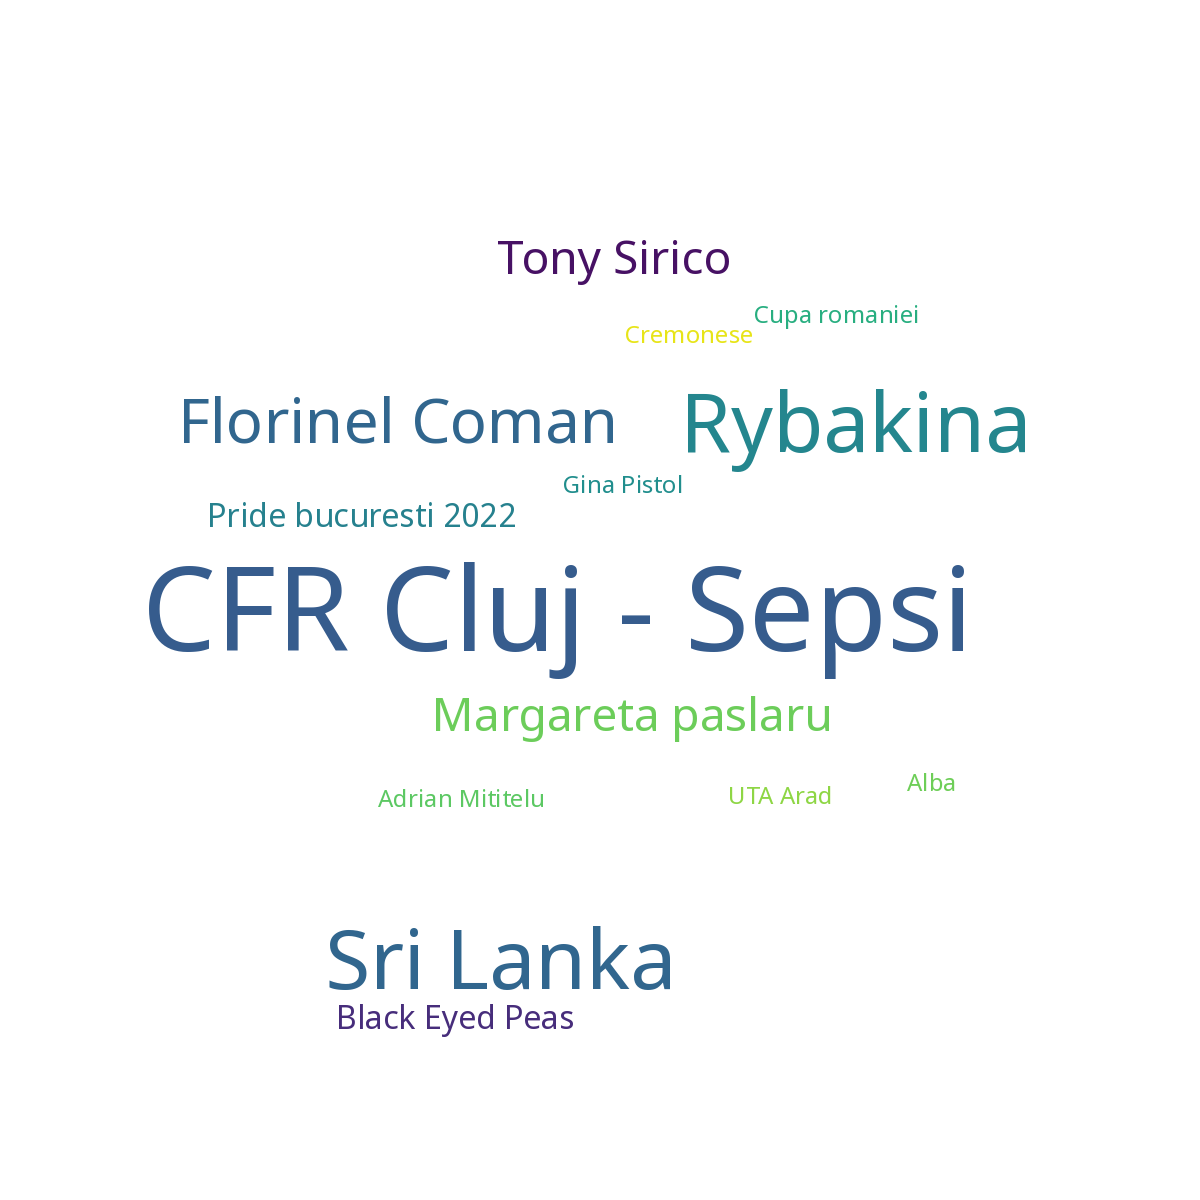 Tony Sirico
Cupa romaniei
Cremonese
Florinel Coman
Rybakina
Gina Pistol
Pride bucuresti 2022
CFR Cluj - Sepsi
Margareta paslaru
Alba
UTA Arad
Adrian Mititelu
Sri Lanka
Black Eyed Peas